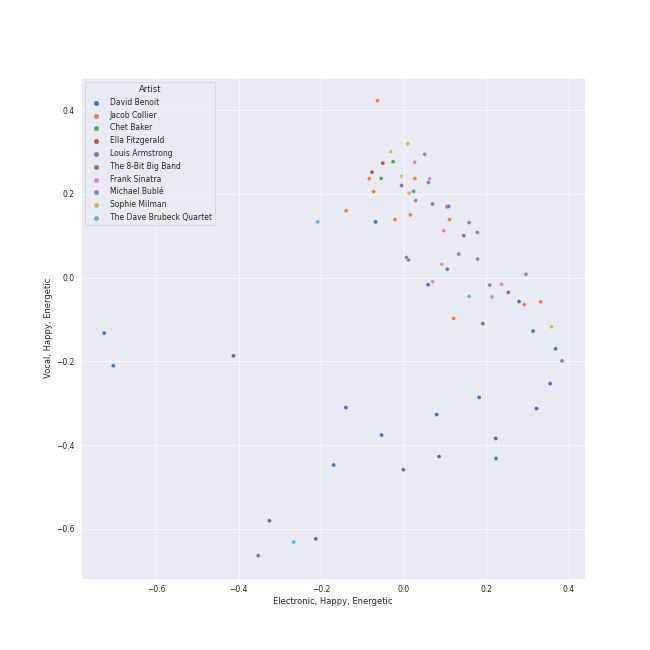 Artist
David Benoit
Jacob Collier
Chet Baker
Ella Fitzgerald
Louis Armstrong
The 8-Bit Big Band
Frank Sinatra
Michael Bublé
Sophie Milman
The Dave Brubeck Quartet
0.4
0.2
0.0
−0.2
−0.4
−0.6
Vocal, Happy, Energetic
−0.6 −0.4 −0.2 0.0 0.2 0.4
Electronic, Happy, Energetic